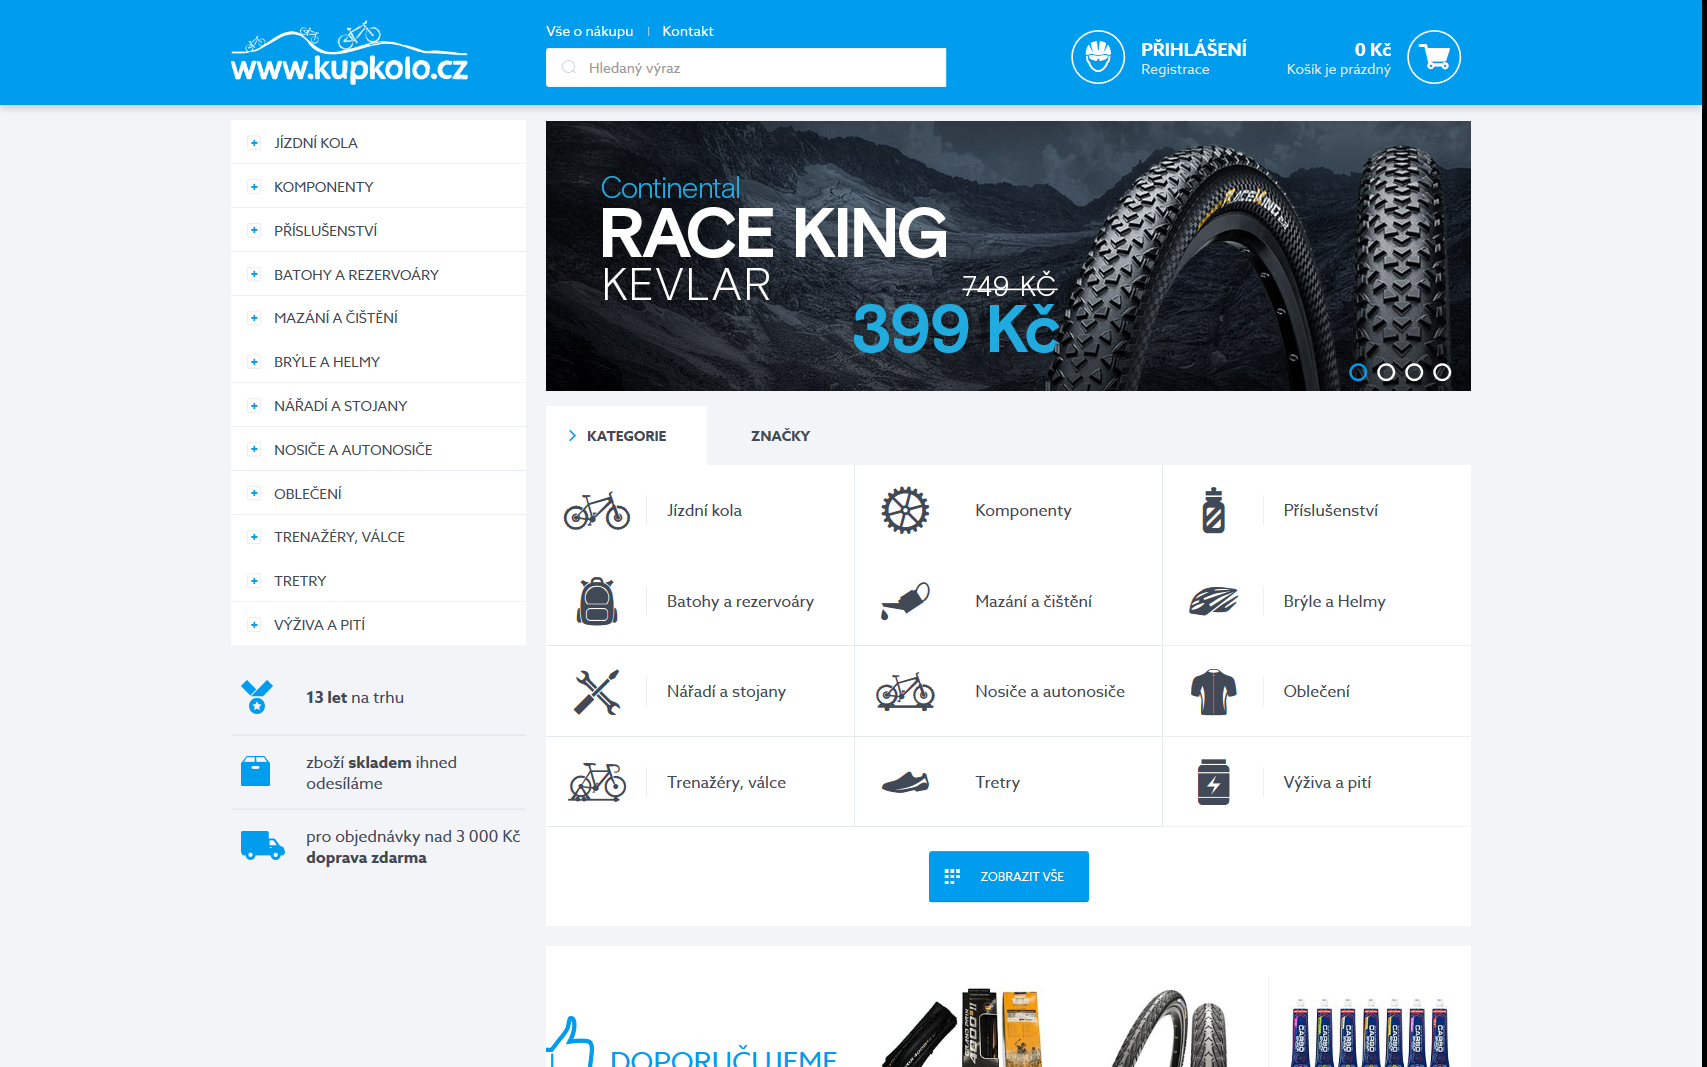 www.kupkolo.cz
Vše o nákupu
Kontakt
Hledaný výraz
PŘIHLÁŠENÍ
Registrace
0 Kč
Košík je prázdný
JÍZDNÍ KOLA
KOMPONENTY
PŘÍSLUŠENSTVÍ
BATOHY A REZERVOÁRY
MAZÁNÍ A ČIŠTĚNÍ
BRÝLE A HELMY
NÁŘADÍ A STOJANY
NOSIČE A AUTONOSIČE
OBLEČENÍ
TRENAŽÉRY, VÁLCE
TRETRY
VÝŽIVA A PITÍ
13 let na trhu
zboží skladem ihned
odesíláme
pro objednávky nad 3 000 Kč
doprava zdarma
Continental
RACE KING
KEVLAR
749 KČ
399 Kč
RACE KING
KATEGORIE
ZNAČKY
Jízdní kola
Komponenty
Příslušenství
Batohy a rezervoáry
Mazání a čištění
Brýle a Helmy
Nářadí a stojany
Nosiče a autonosiče
Oblečení
Trenažéry, válce
Tretry
Výživa a pití
ZOBRAZIT VŠE
DOPORUČUJEME